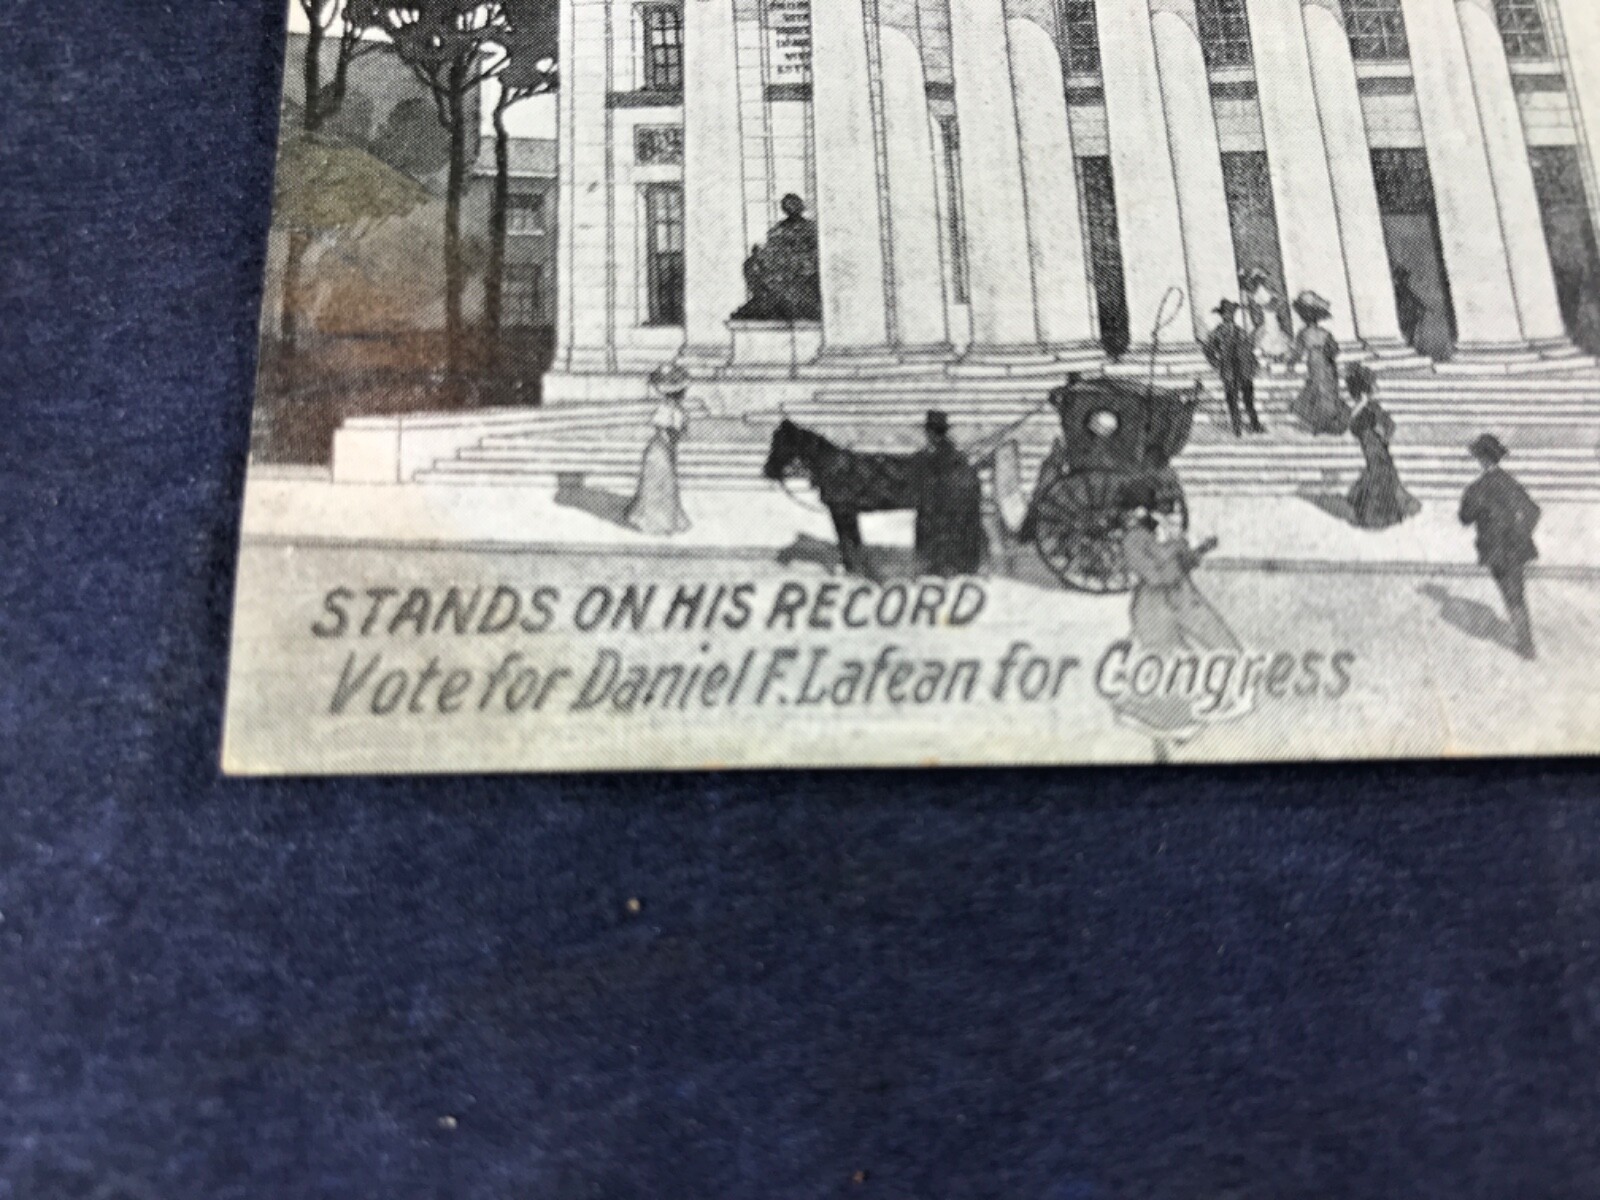 STANDS ON HIS RECORD
Vote for Daniel F. Lafean for Congress